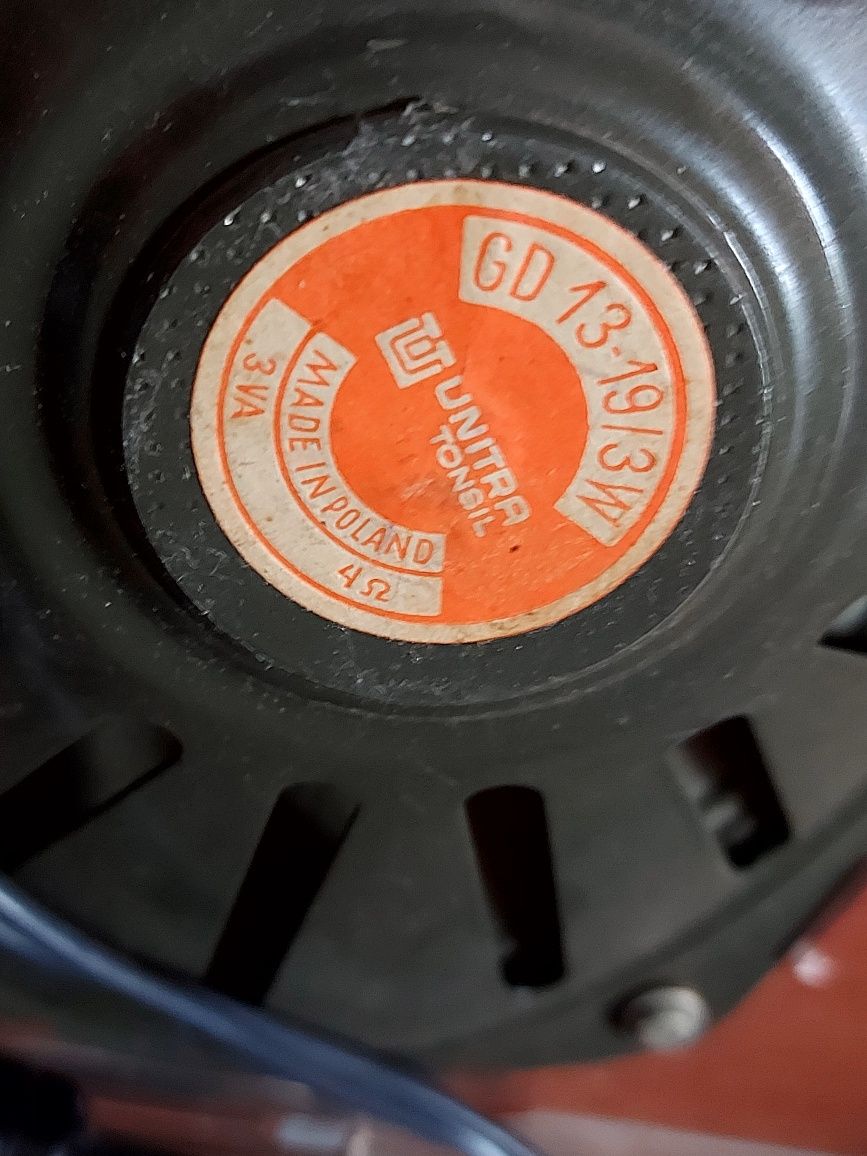 GD 13-19/3W
UNITRA
TONSIL
3VA
MADE IN POLAND
4Ω